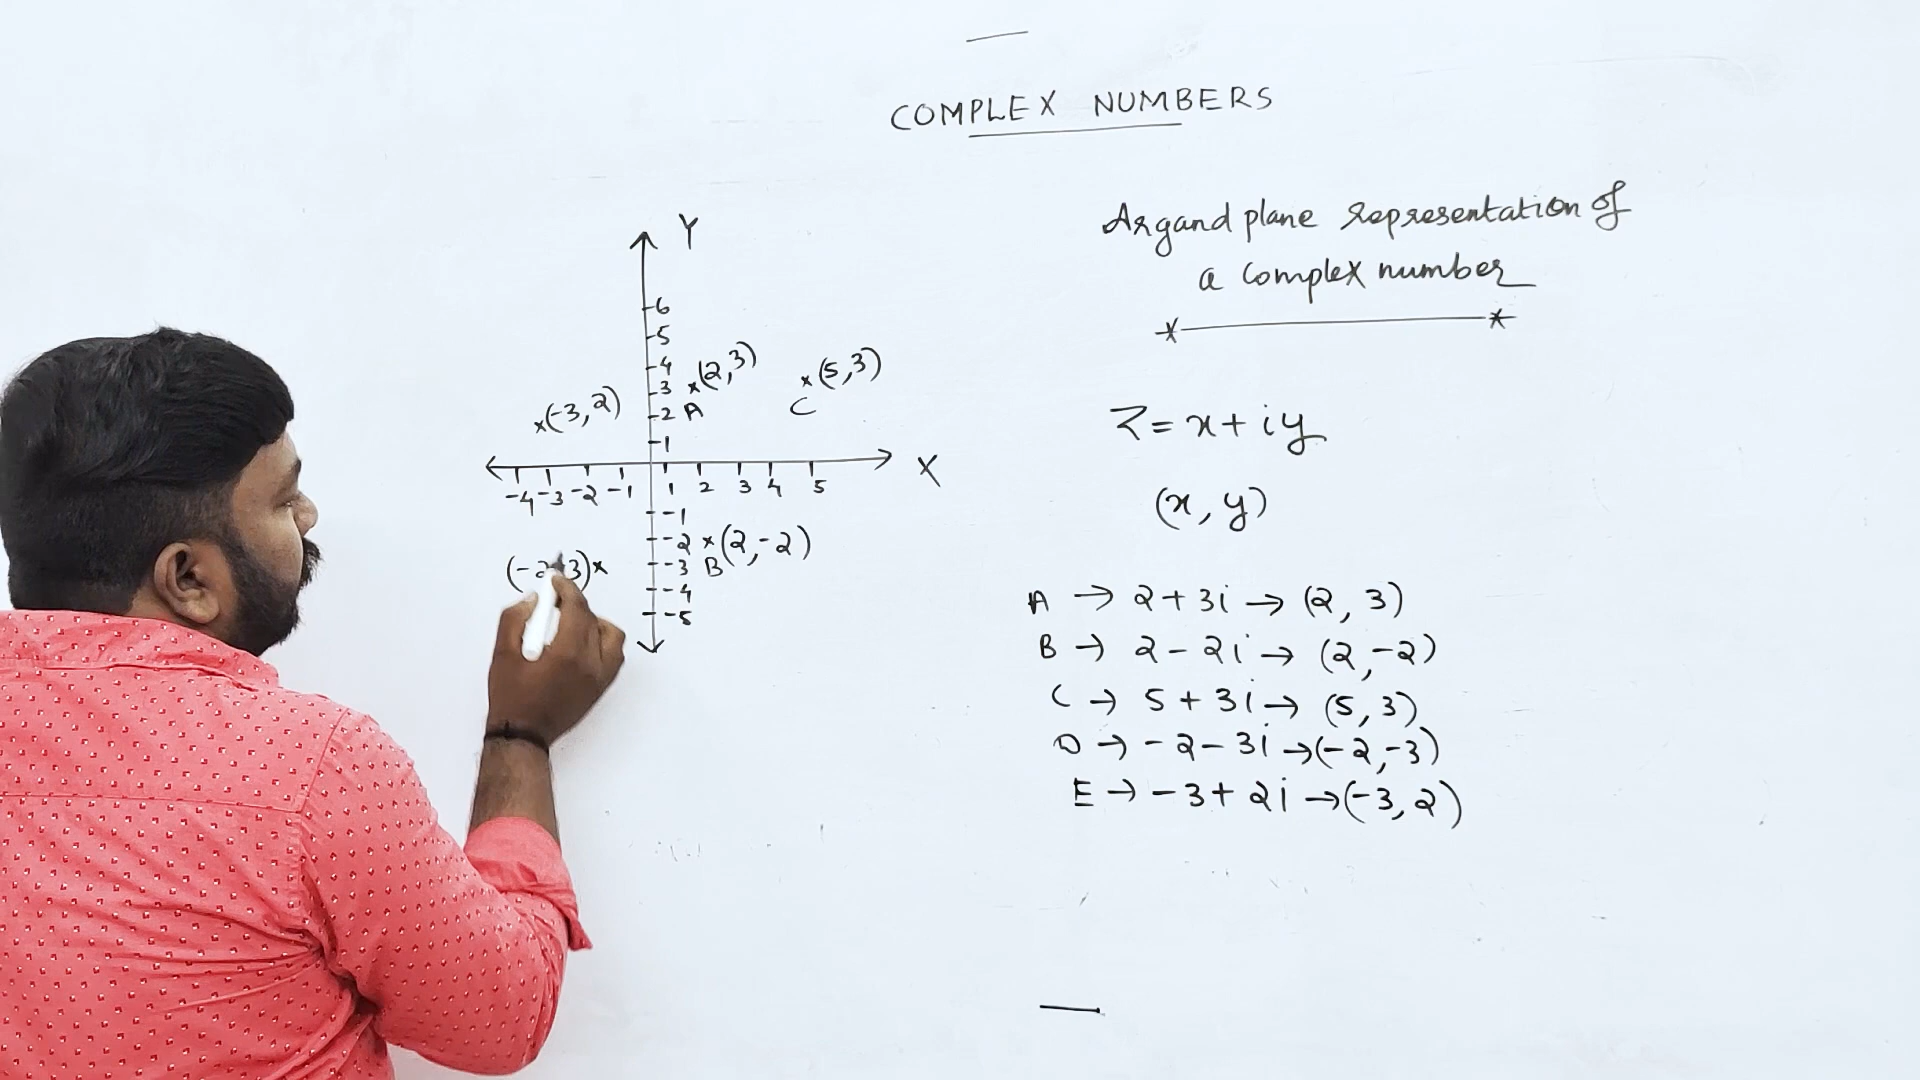 COMPLEX NUMBERS
Argand plane representation of
a complex number
Y
6
5
4
3
2
1
(2,3)
A
(5,3)
C
(-3,2)
X
-4 -3 -2 -1 1 2 3 4 5
-1
-2
-3
-4
-5
(2,-2)
B
Z = x + iy
(x, y)
A → 2 + 3i → (2, 3)
B → 2 - 2i → (2, -2)
C → 5 + 3i → (5, 3)
D → -2 - 3i → (-2, -3)
E → -3 + 2i → (-3, 2)